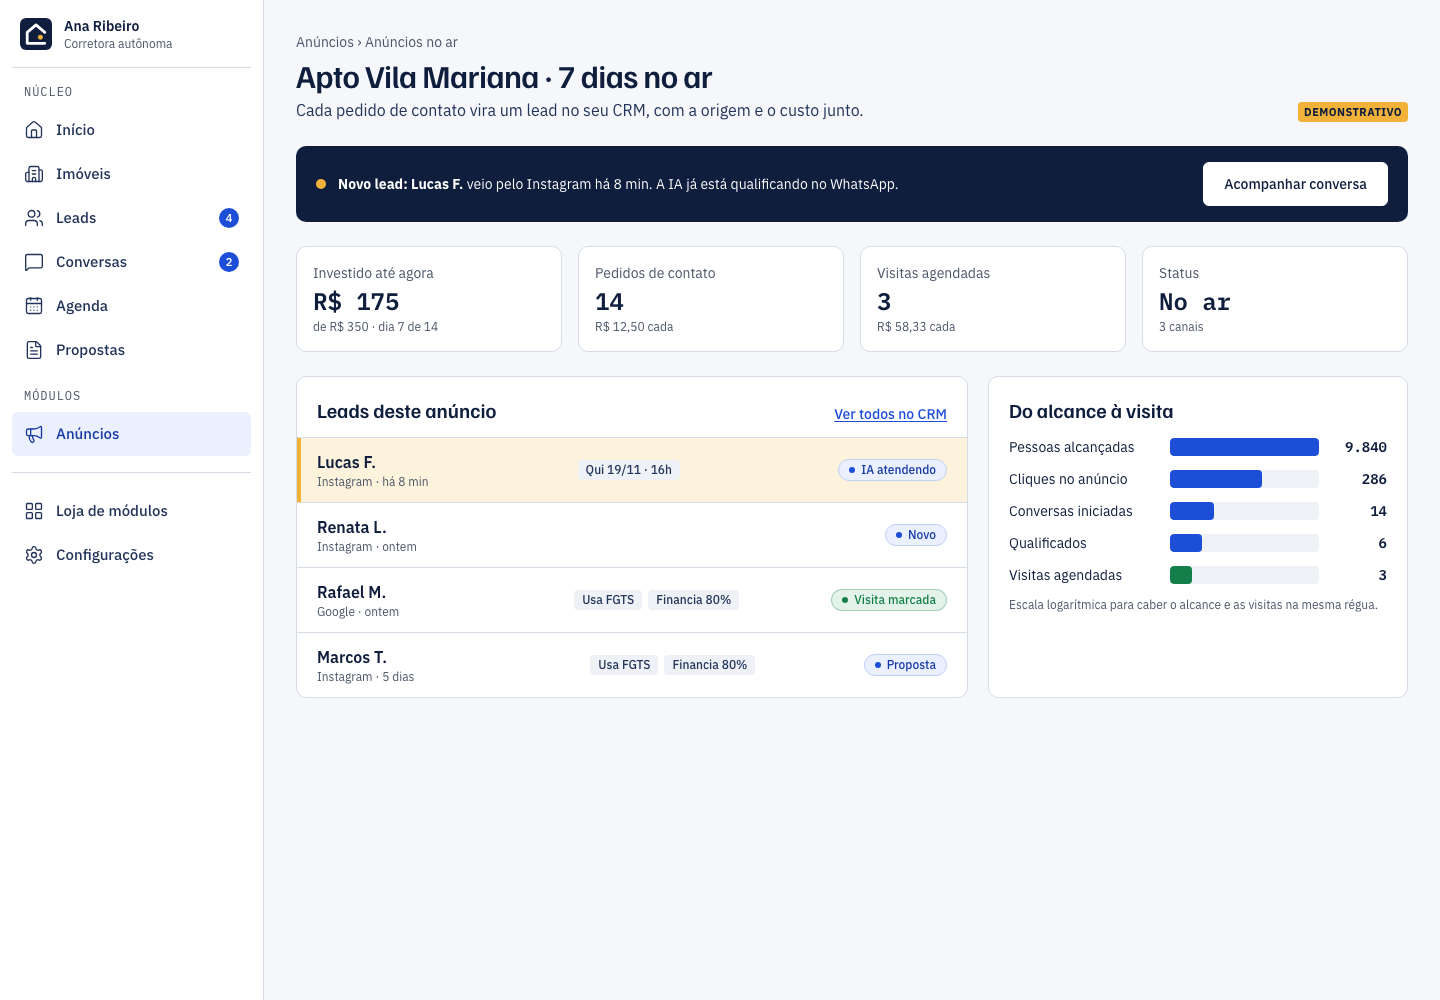 Ana Ribeiro
Corretora autônoma
NÚCLEO
Início
Imóveis
Leads 4
Conversas 2
Agenda
Propostas
MÓDULOS
Anúncios
Loja de módulos
Configurações
Anúncios › Anúncios no ar
Apto Vila Mariana · 7 dias no ar
Cada pedido de contato vira um lead no seu CRM, com a origem e o custo junto.
DEMONSTRATIVO
Novo lead: Lucas F. veio pelo Instagram há 8 min. A IA já está qualificando no WhatsApp.
Acompanhar conversa
Investido até agora
R$ 175
de R$ 350 · dia 7 de 14
Pedidos de contato
14
R$ 12,50 cada
Visitas agendadas
3
R$ 58,33 cada
Status
No ar
3 canais
Leads deste anúncio
Ver todos no CRM
Lucas F.
Instagram · há 8 min
Qui 19/11 · 16h
IA atendendo
Renata L.
Instagram · ontem
Novo
Rafael M.
Google · ontem
Usa FGTS
Financia 80%
Visita marcada
Marcos T.
Instagram · 5 dias
Usa FGTS
Financia 80%
Proposta
Do alcance à visita
Pessoas alcançadas 9.840
Cliques no anúncio 286
Conversas iniciadas 14
Qualificados 6
Visitas agendadas 3
Escala logarítmica para caber o alcance e as visitas na mesma régua.